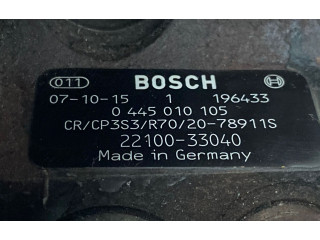 011 BOSCH
07-10-15 1 196433
0 445 010 105
CR/CP3S3/R70/20-78911S
22100-33040
Made in Germany